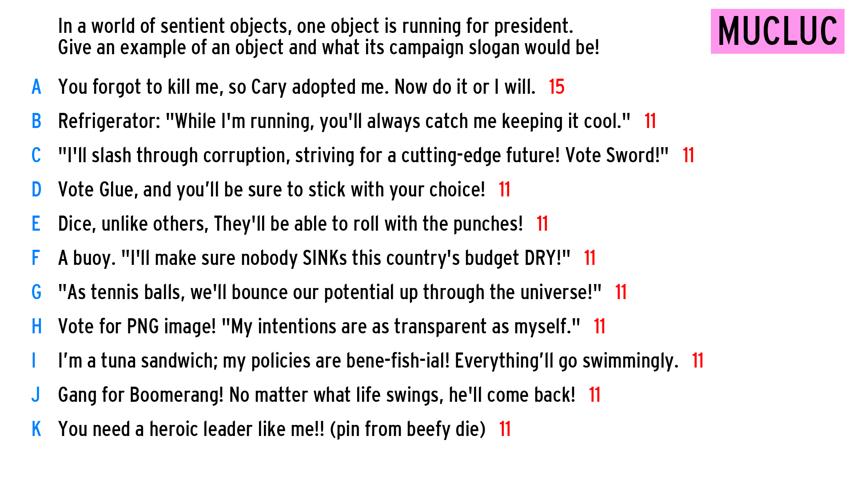 In a world of sentient objects, one object is running for president.
Give an example of an object and what its campaign slogan would be!
MUCLUC
A You forgot to kill me, so Cary adopted me. Now do it or I will. 15
B Refrigerator: "While I'm running, you'll always catch me keeping it cool." 11
C "I'll slash through corruption, striving for a cutting-edge future! Vote Sword!" 11
D Vote Glue, and you’ll be sure to stick with your choice! 11
E Dice, unlike others, They'll be able to roll with the punches! 11
F A buoy. "I'll make sure nobody SINKs this country's budget DRY!" 11
G "As tennis balls, we'll bounce our potential up through the universe!" 11
H Vote for PNG image! "My intentions are as transparent as myself." 11
I I’m a tuna sandwich; my policies are bene-fish-ial! Everything’ll go swimmingly. 11
J Gang for Boomerang! No matter what life swings, he'll come back! 11
K You need a heroic leader like me!! (pin from beefy die) 11